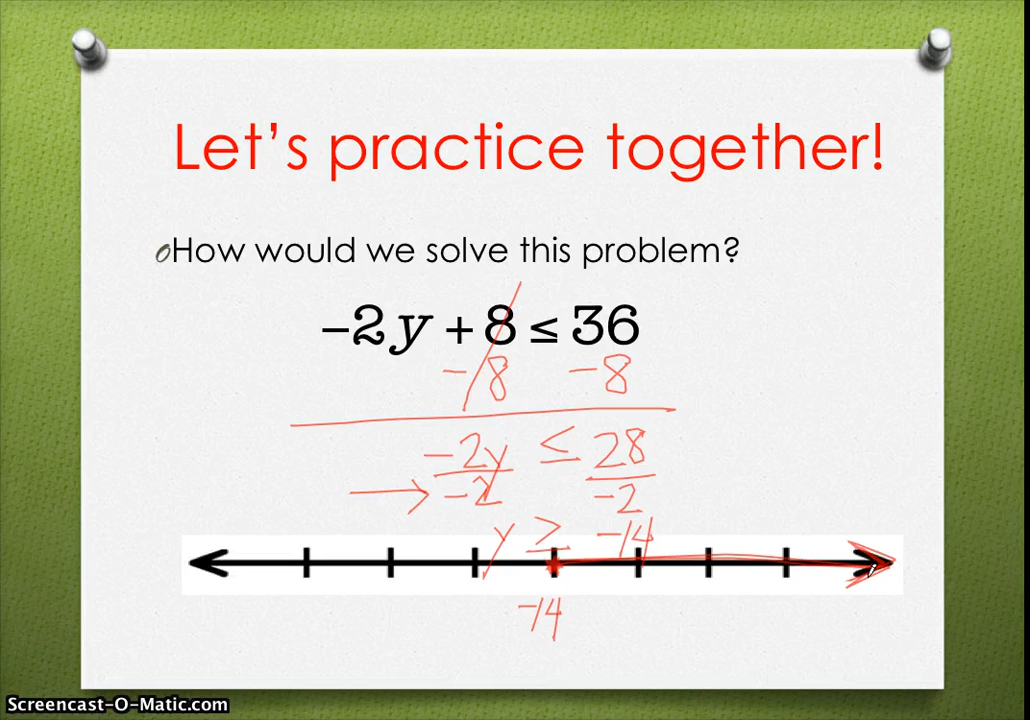 Let's practice together!
How would we solve this problem?
−2y + 8 ≤ 36
−8 −8
−2y ≤ 28
−2 −2
y ≥ −14
−14
Screencast-O-Matic.com